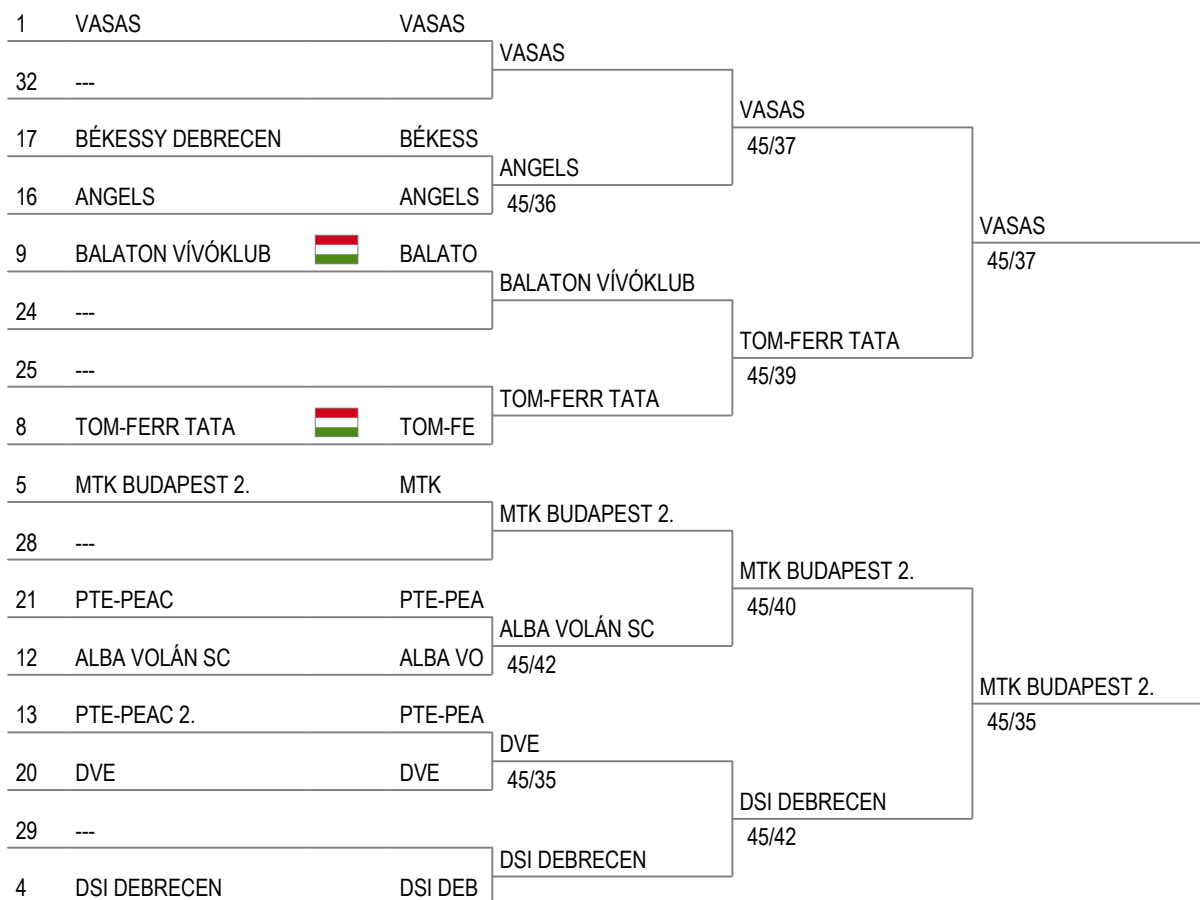 1 VASAS VASAS
VASAS
32 ---
VASAS
45/37
17 BÉKESSY DEBRECEN BÉKESS
ANGELS
16 ANGELS ANGELS 45/36
VASAS
45/37
9 BALATON VÍVÓKLUB BALATO
BALATON VÍVÓKLUB
24 ---
TOM-FERR TATA
45/39
25 ---
TOM-FERR TATA
8 TOM-FERR TATA TOM-FE
5 MTK BUDAPEST 2. MTK
MTK BUDAPEST 2.
28 ---
MTK BUDAPEST 2.
45/40
21 PTE-PEAC PTE-PEA
ALBA VOLÁN SC
12 ALBA VOLÁN SC ALBA VO 45/42
MTK BUDAPEST 2.
45/35
13 PTE-PEAC 2. PTE-PEA
DVE
20 DVE DVE 45/35
DSI DEBRECEN
45/42
29 ---
DSI DEBRECEN
4 DSI DEBRECEN DSI DEB